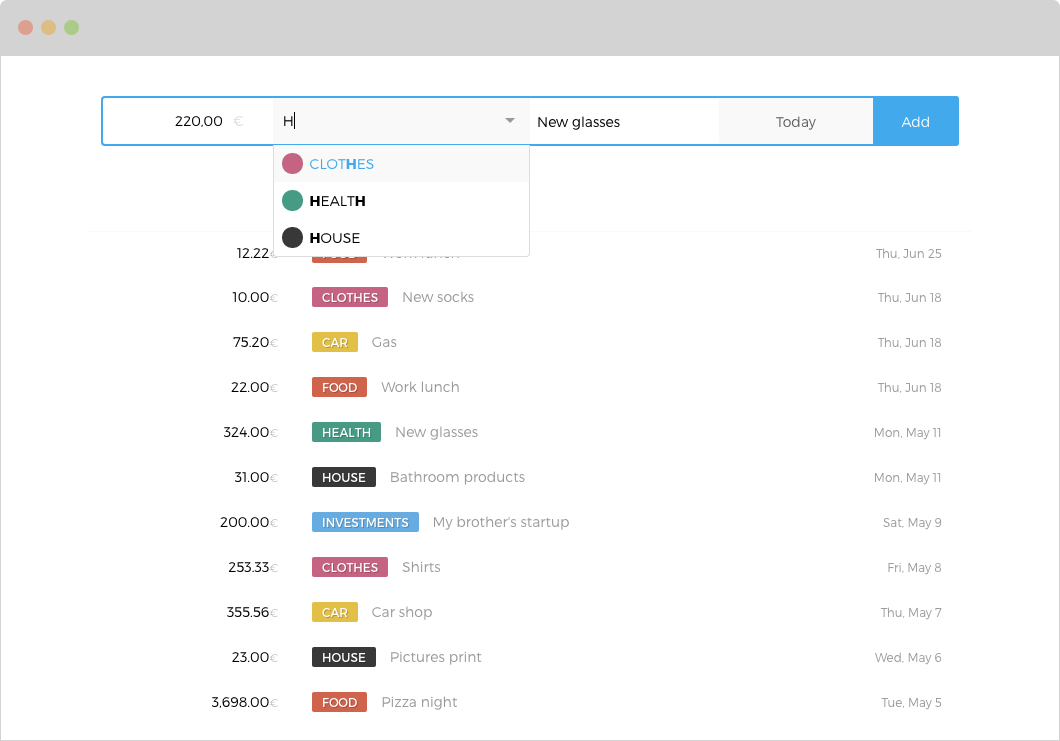 220,00 € H New glasses Today Add
CLOTHES
HEALTH
HOUSE
12.22€ Thu, Jun 25
10.00€ CLOTHES New socks Thu, Jun 18
75.20€ CAR Gas Thu, Jun 18
22.00€ FOOD Work lunch Thu, Jun 18
324.00€ HEALTH New glasses Mon, May 11
31.00€ HOUSE Bathroom products Mon, May 11
200.00€ INVESTMENTS My brother's startup Sat, May 9
253.33€ CLOTHES Shirts Fri, May 8
355.56€ CAR Car shop Thu, May 7
23.00€ HOUSE Pictures print Wed, May 6
3,698.00€ FOOD Pizza night Tue, May 5